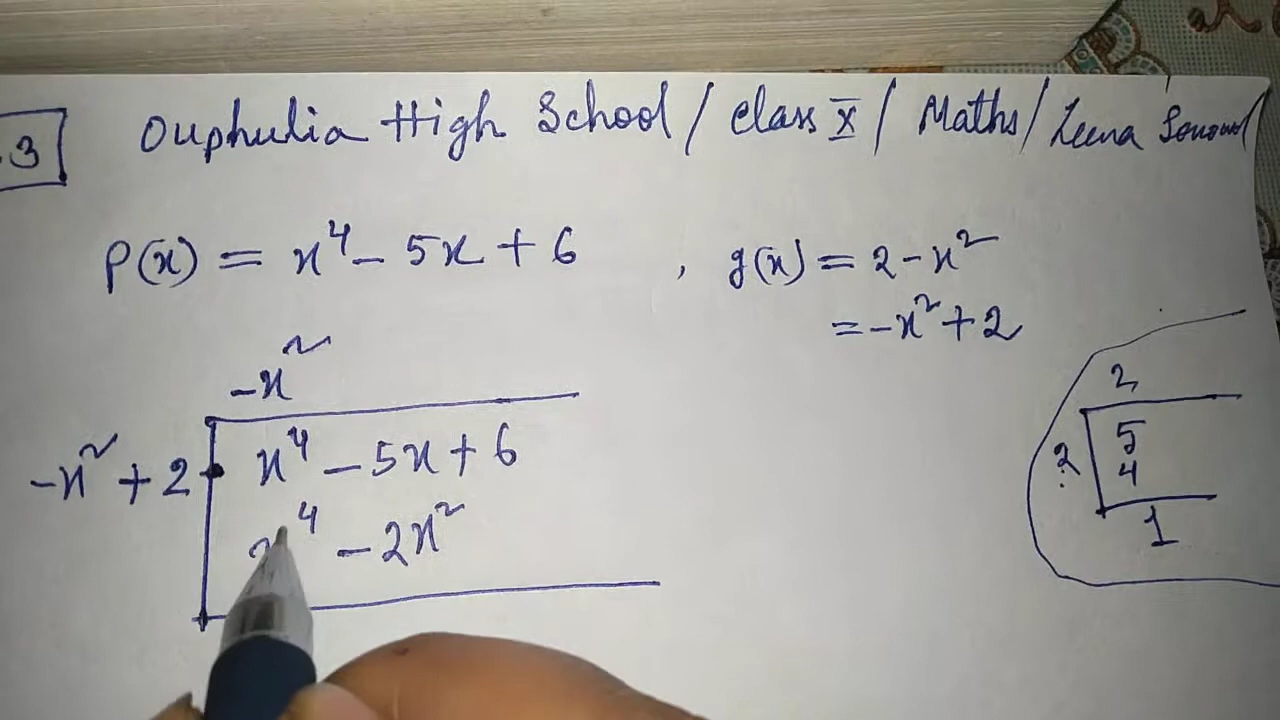 .3
Ouphulia High School / Class X / Maths / Leena Sonowal
P(x) = x⁴ - 5x + 6 , g(x) = 2 - x²
= -x² + 2
-x²
-x² + 2 x⁴ - 5x + 6
x⁴ - 2x²
2
2 5
4
1